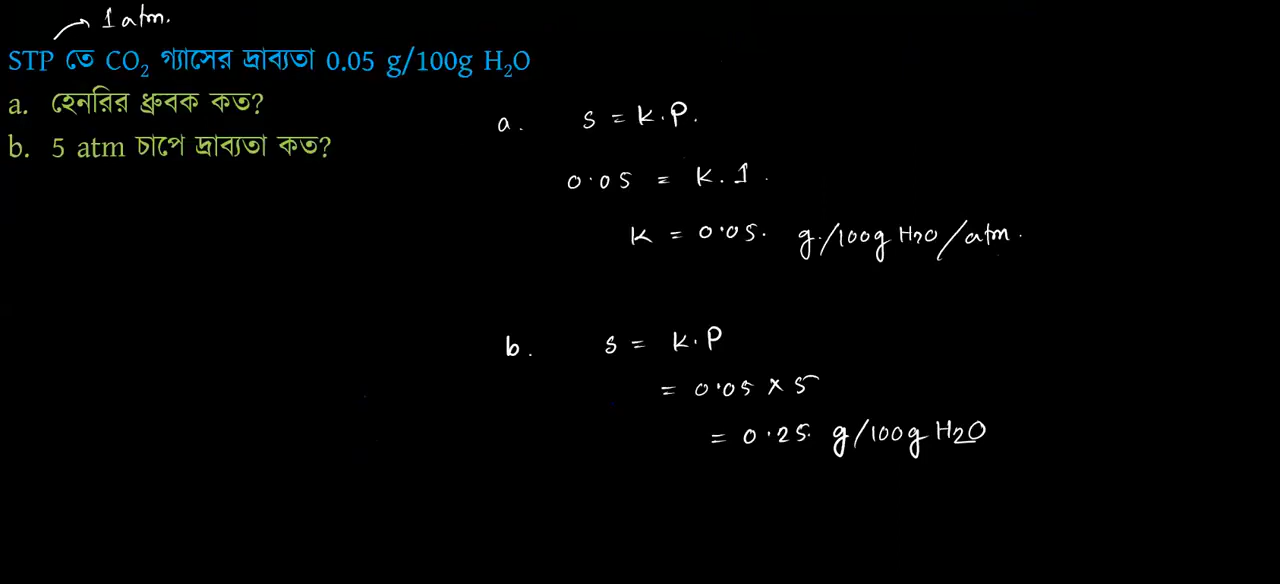 1 atm.
STP তে CO₂ গ্যাসের দ্রাব্যতা 0.05 g/100g H₂O
a. হেনরির ধ্রুবক কত?
b. 5 atm চাপে দ্রাব্যতা কত?
a. S = K.P.
0.05 = K.1.
K = 0.05. g./100g H₂O/atm.
b. S = K.P
= 0.05 × 5
= 0.25. g/100g H2O